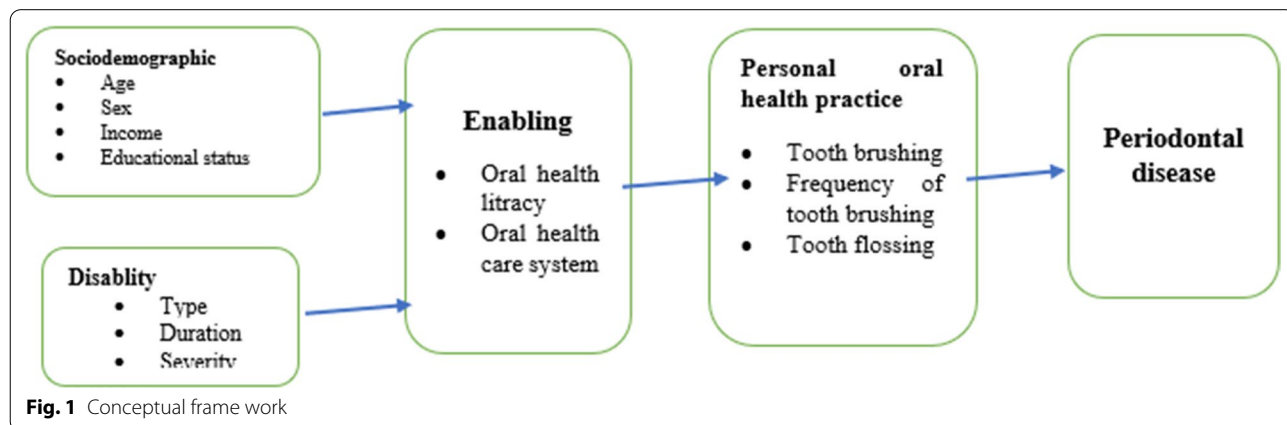 Sociodemographic
• Age
• Sex
• Income
• Educational status
Disablity
• Type
• Duration
• Severity
Enabling
• Oral health
litracy
• Oral health
care system
Personal oral
health practice
• Tooth brushing
• Frequency of
tooth brushing
• Tooth flossing
Periodontal
disease
Fig. 1 Conceptual frame work